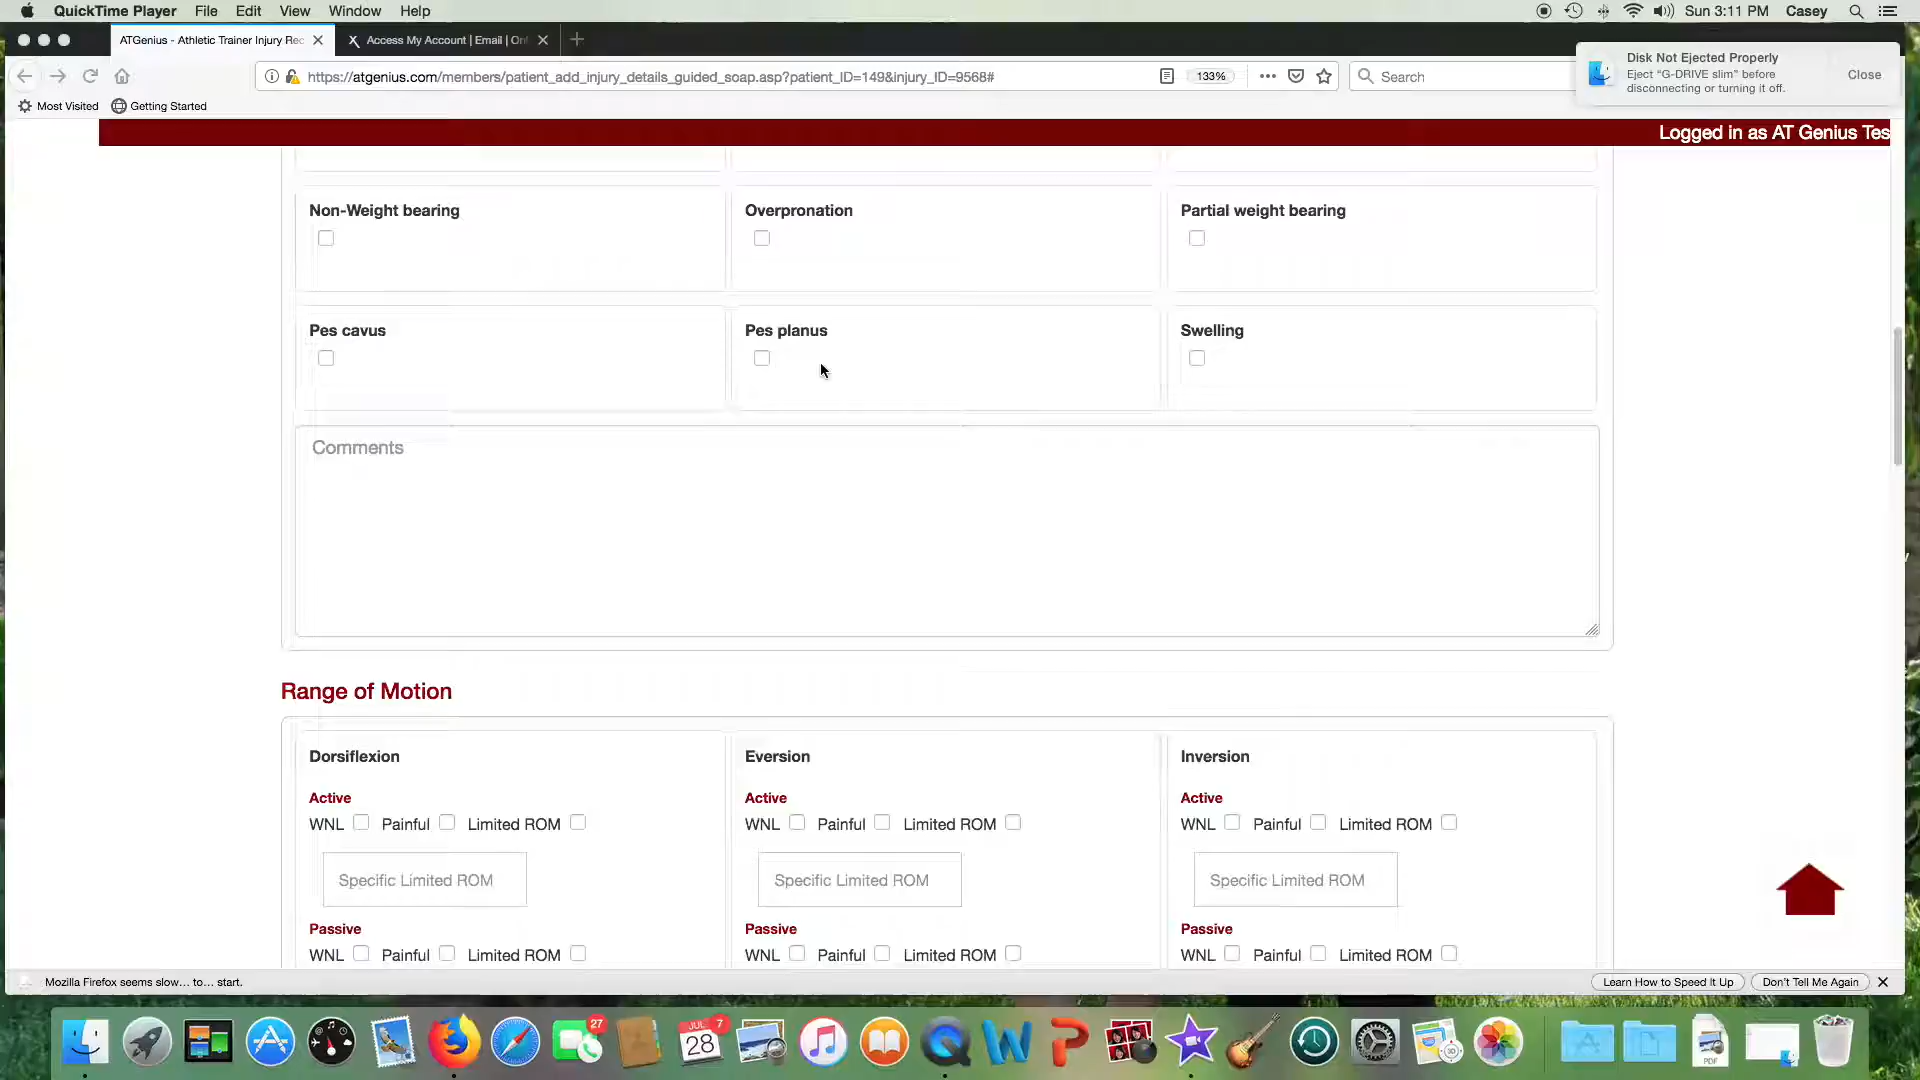 QuickTime Player File Edit View Window Help Sun 3:11 PM Casey
ATGenius - Athletic Trainer Injury Rec Access My Account | Email | Onl
https://atgenius.com/members/patient_add_injury_details_guided_soap.asp?patient_ID=149&injury_ID=9568# 133% Search
Disk Not Ejected Properly
Eject “G-DRIVE slim” before
disconnecting or turning it off.
Close
Most Visited Getting Started
Logged in as AT Genius Tes
Non-Weight bearing Overpronation Partial weight bearing
Pes cavus Pes planus Swelling
Comments
Range of Motion
Dorsiflexion Eversion Inversion
Active Active Active
WNL Painful Limited ROM WNL Painful Limited ROM WNL Painful Limited ROM
Specific Limited ROM Specific Limited ROM Specific Limited ROM
Passive Passive Passive
WNL Painful Limited ROM WNL Painful Limited ROM WNL Painful Limited ROM
Mozilla Firefox seems slow... to... start. Learn How to Speed It Up Don't Tell Me Again
27
JUL 7
28
3D
PDF